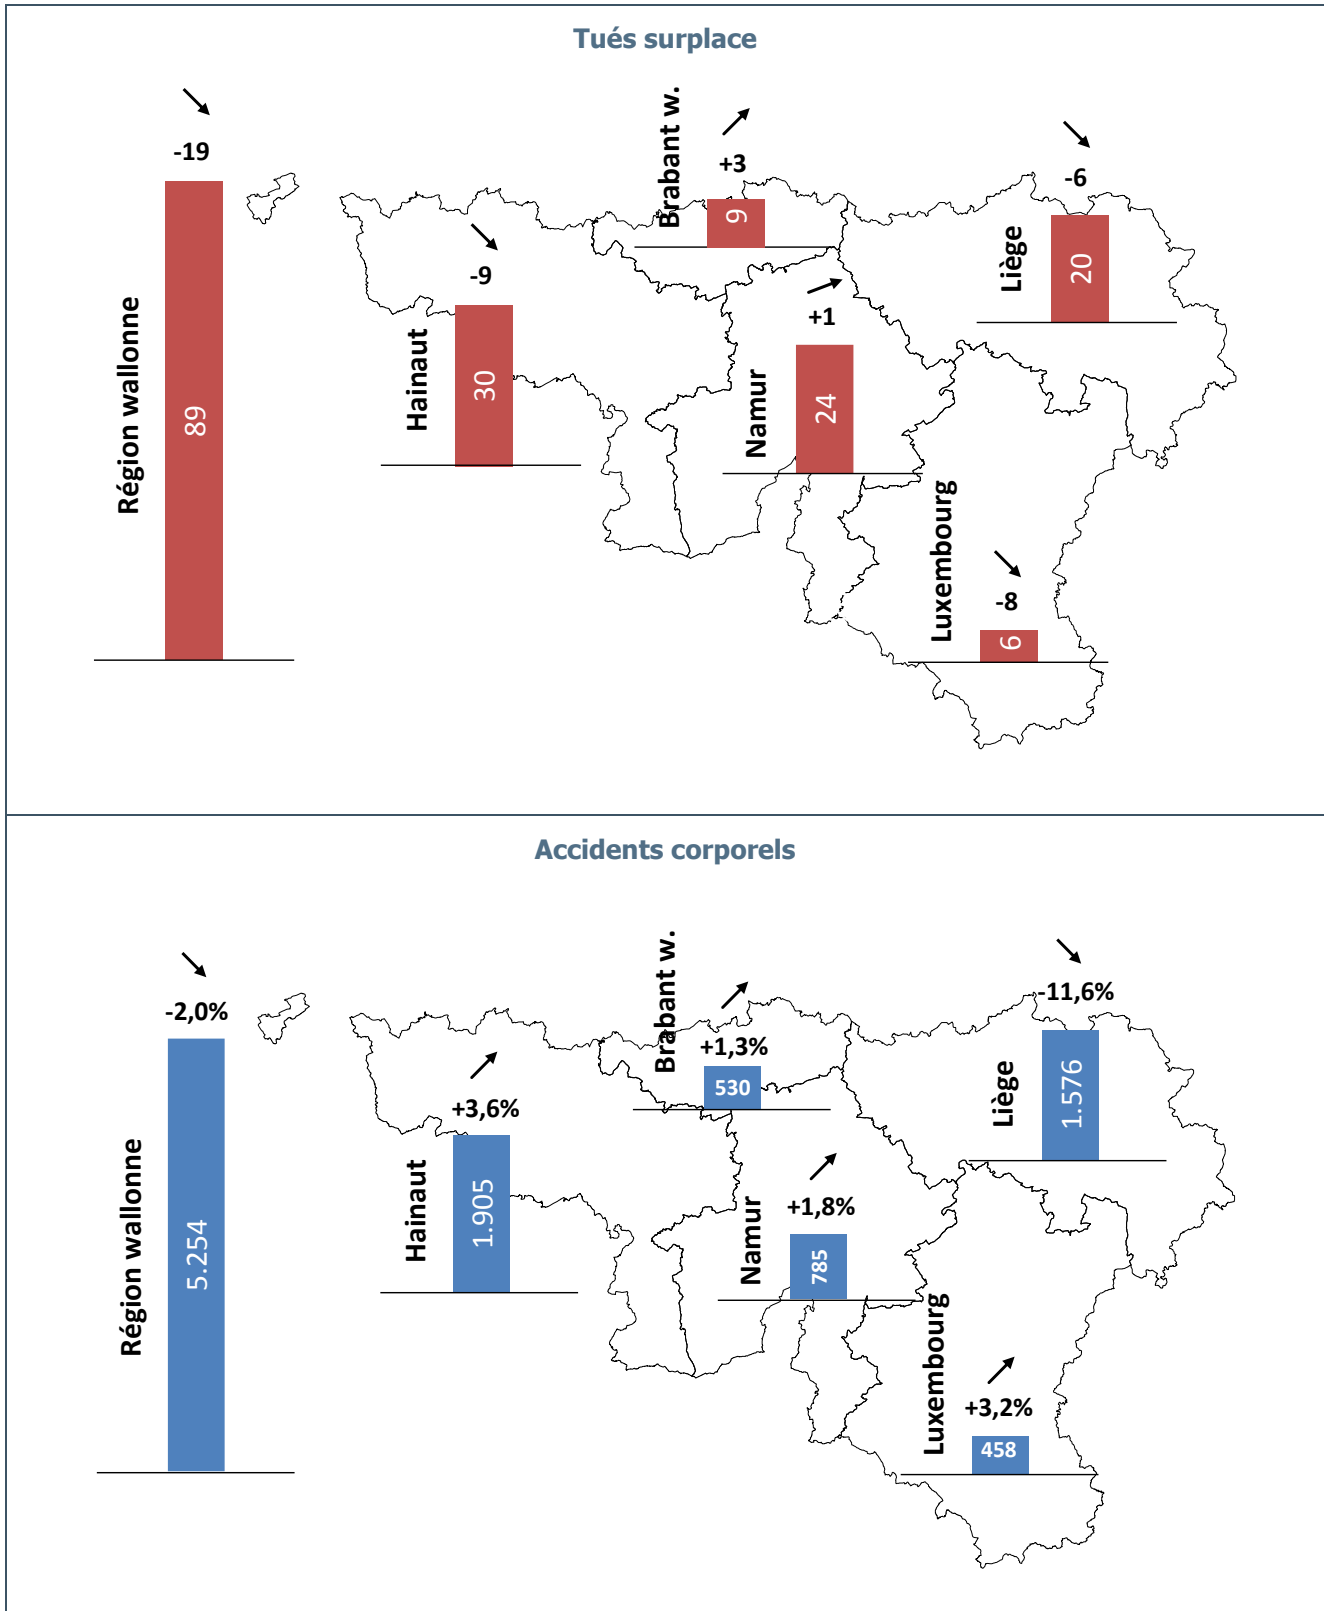 Tués surplace
Région wallonne
-19
89
Hainaut
-9
30
Brabant w.
+3
9
Namur
+1
24
Liège
-6
20
Luxembourg
-8
6
Accidents corporels
Région wallonne
-2,0%
5.254
Hainaut
+3,6%
1.905
Brabant w.
+1,3%
530
Namur
+1,8%
785
Liège
-11,6%
1.576
Luxembourg
+3,2%
458